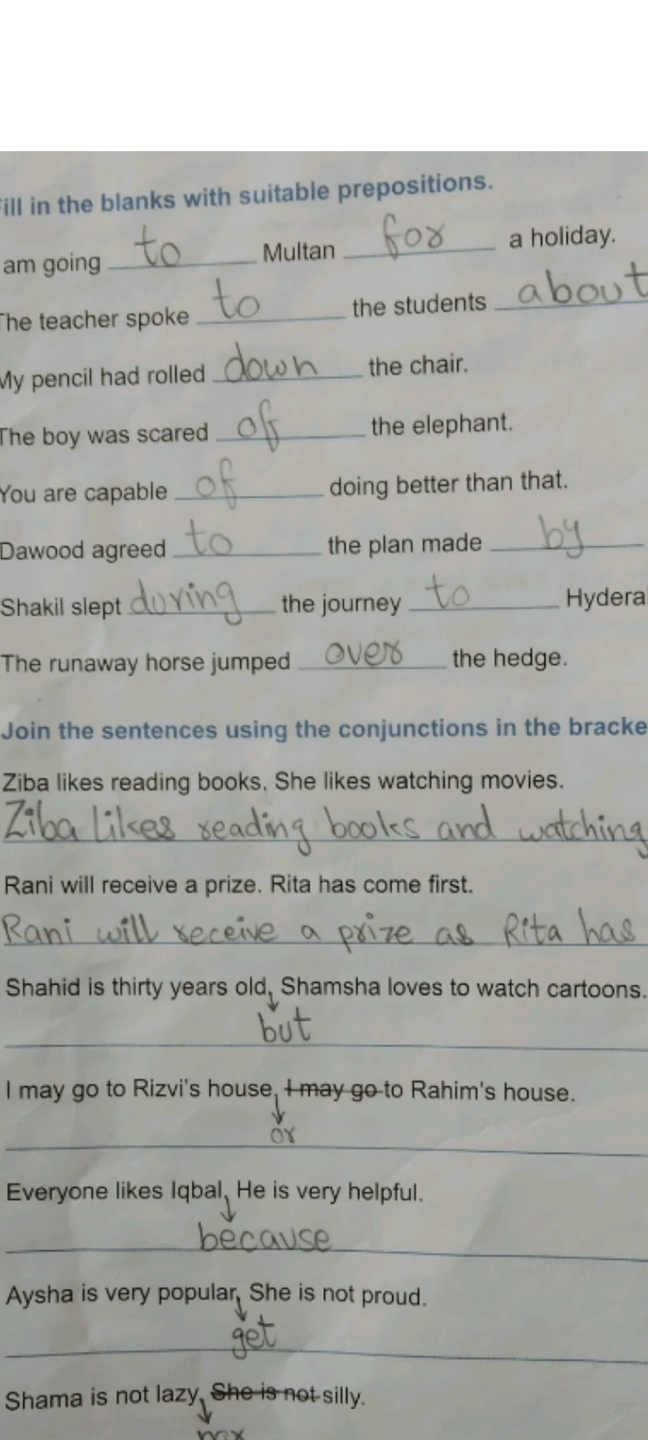 ill in the blanks with suitable prepositions.
am going to Multan for a holiday.
The teacher spoke to the students about
My pencil had rolled down the chair.
The boy was scared of the elephant.
You are capable of doing better than that.
Dawood agreed to the plan made by
Shakil slept during the journey to Hydera
The runaway horse jumped over the hedge.
Join the sentences using the conjunctions in the bracke
Ziba likes reading books. She likes watching movies.
Ziba likes reading books and watching
Rani will receive a prize. Rita has come first.
Rani will receive a prize as Rita has
Shahid is thirty years old, Shamsha loves to watch cartoons.
but
I may go to Rizvi's house, I may go to Rahim's house.
or
Everyone likes Iqbal, He is very helpful.
because
Aysha is very popular, She is not proud.
get
Shama is not lazy, She is not silly.
nor